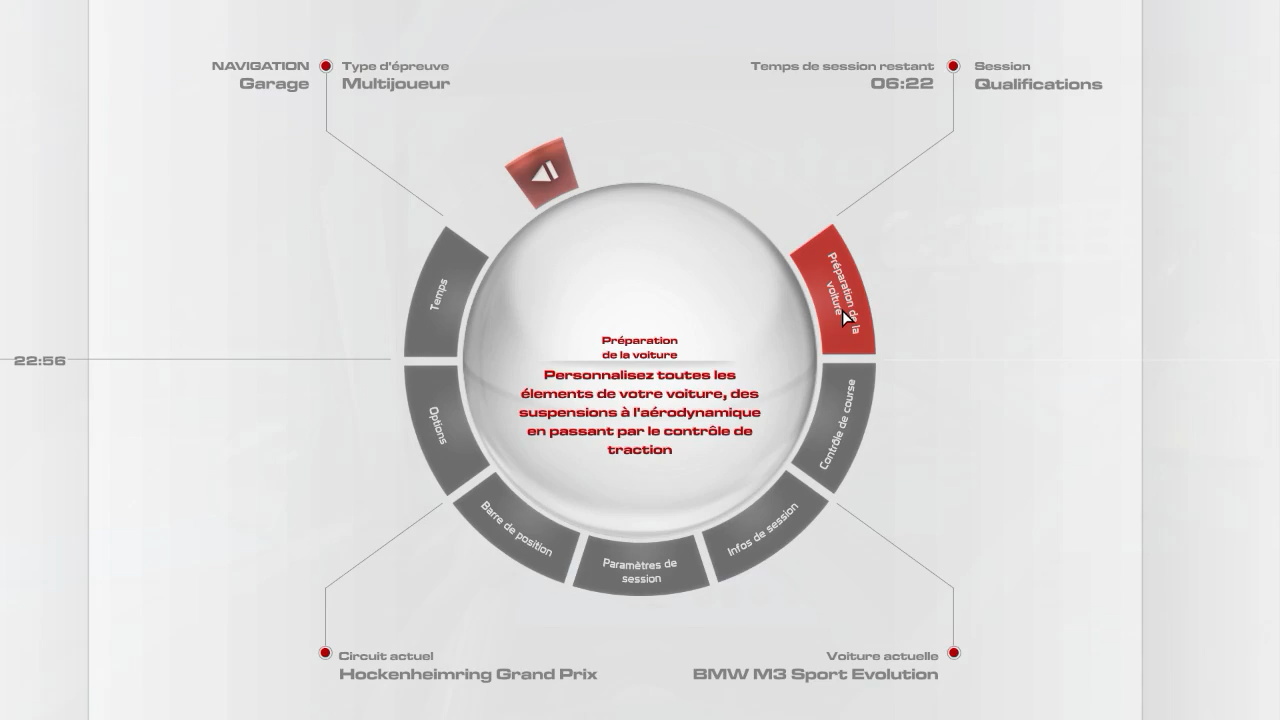 NAVIGATION
Garage
Type d'épreuve
Multijoueur
Temps de session restant
06:22
Session
Qualifications
Préparation de la
voiture
Temps
22:56
Préparation
de la voiture
Personnalisez toutes les
élements de votre voiture, des
suspensions à l'aérodynamique
en passant par le contrôle de
traction
Options
Contrôle de course
Barre de position
Infos de session
Paramètres de
session
Circuit actuel
Hockenheimring Grand Prix
Voiture actuelle
BMW M3 Sport Evolution